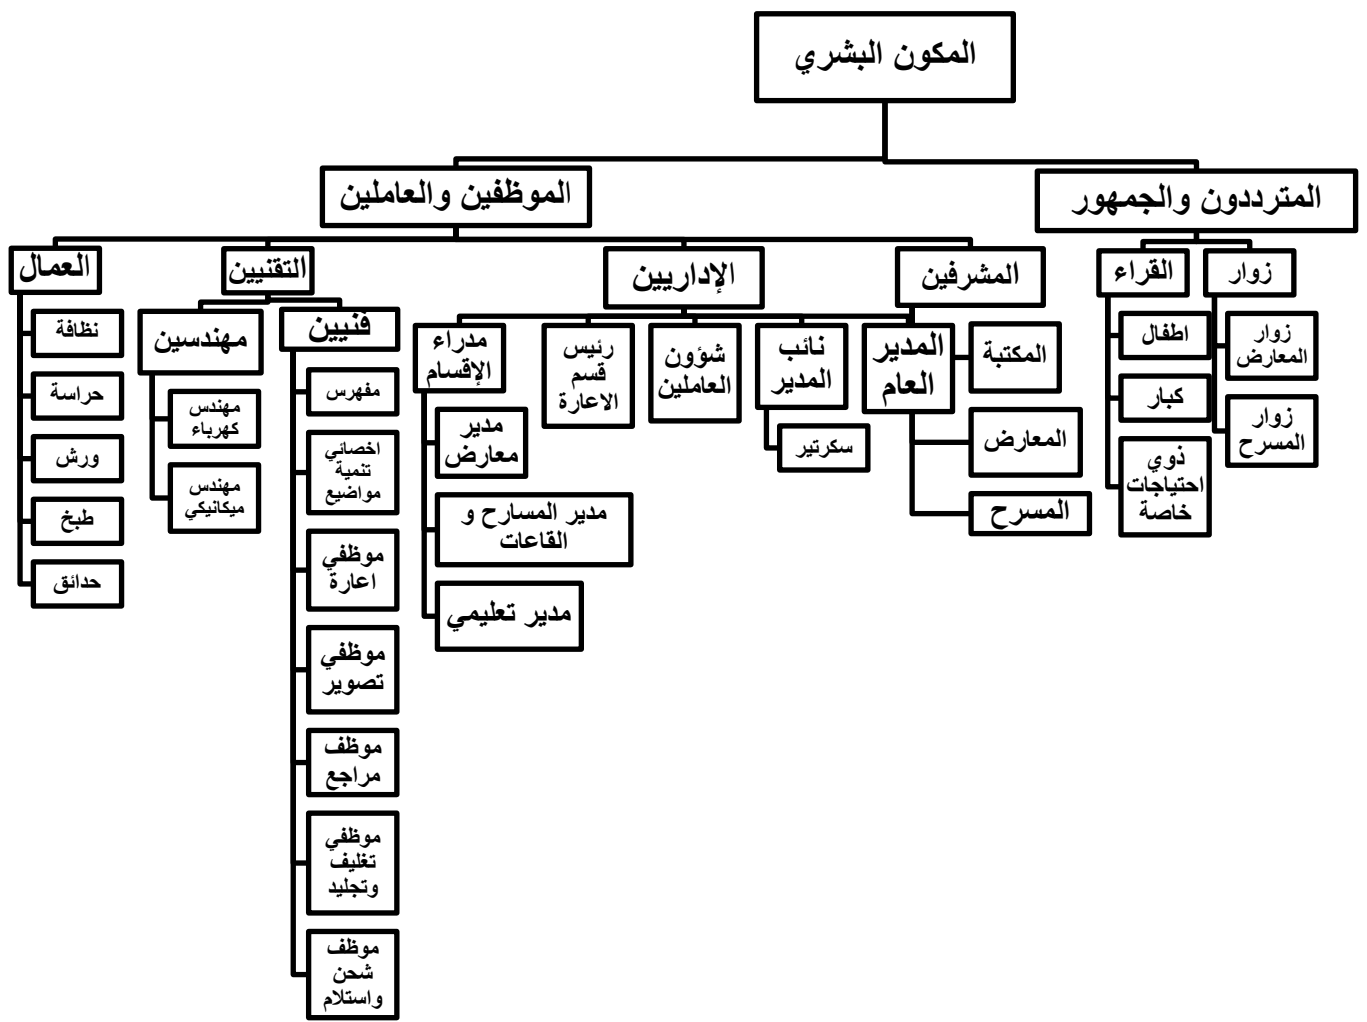 المكون البشري
المترددون والجمهور
الموظفين والعاملين
زوار
زوار
المعارض
زوار
المسرح
القراء
اطفال
كبار
ذوي
احتياجات
خاصة
المشرفين
المكتبة
المعارض
المسرح
الإداريين
المدير
العام
نائب
المدير
سكرتير
شؤون
العاملين
رئيس
قسم
الاعارة
مدراء
الإقسام
مدير
معارض
مدير المسارح و
القاعات
مدير تعليمي
التقنيين
فنيين
مفهرس
اخصائي
تنمية
مواضيع
موظفي
اعارة
موظفي
تصوير
موظف
مراجع
موظفي
تغليف
وتجليد
موظف
شحن
واستلام
مهندسين
مهندس
كهرباء
مهندس
ميكانيكي
العمال
نظافة
حراسة
ورش
طبخ
حدائق